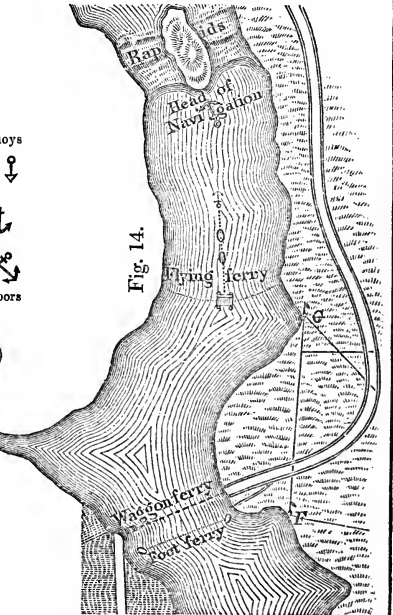 Rapids
Head of
Navigation
oys
Fig. 14.
oors
Flying ferry
G
Waggon ferry
F
Foot ferry